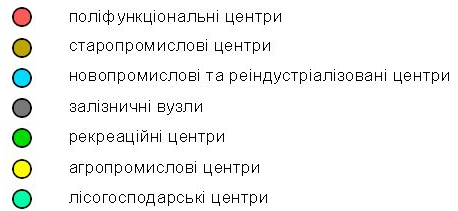 поліфункціональні центри
старопромислові центри
новопромислові та реіндустріалізовані центри
залізничні вузли
рекреаційні центри
агропромислові центри
лісогосподарські центри